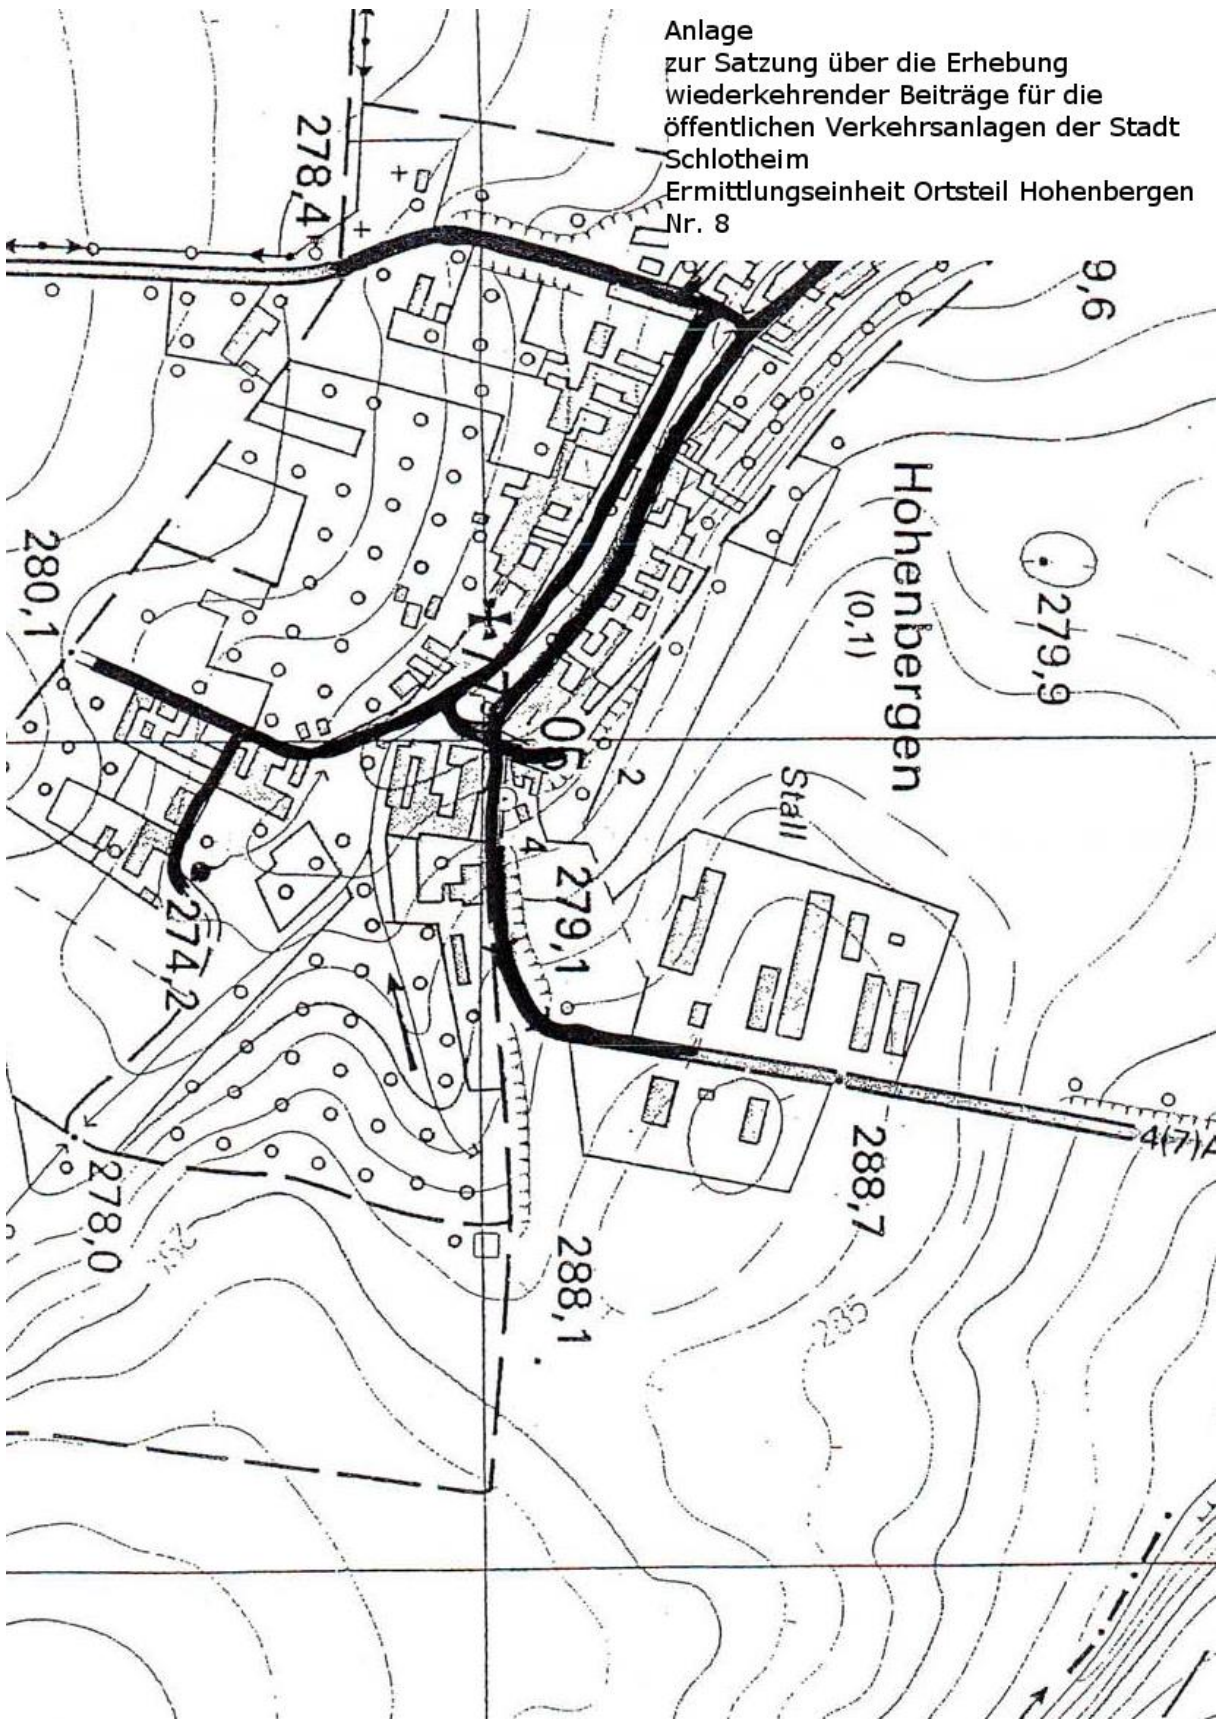 Anlage
zur Satzung über die Erhebung
wiederkehrender Beiträge für die
öffentlichen Verkehrsanlagen der Stadt
Schlotheim
Ermittlungseinheit Ortsteil Hohenbergen
Nr. 8
278,4
9,6
Hohenbergen
(0,1)
279,9
280,1
2
Stall
4
279,1
274,2
4(7)A
288,7
278,0
288,1
285